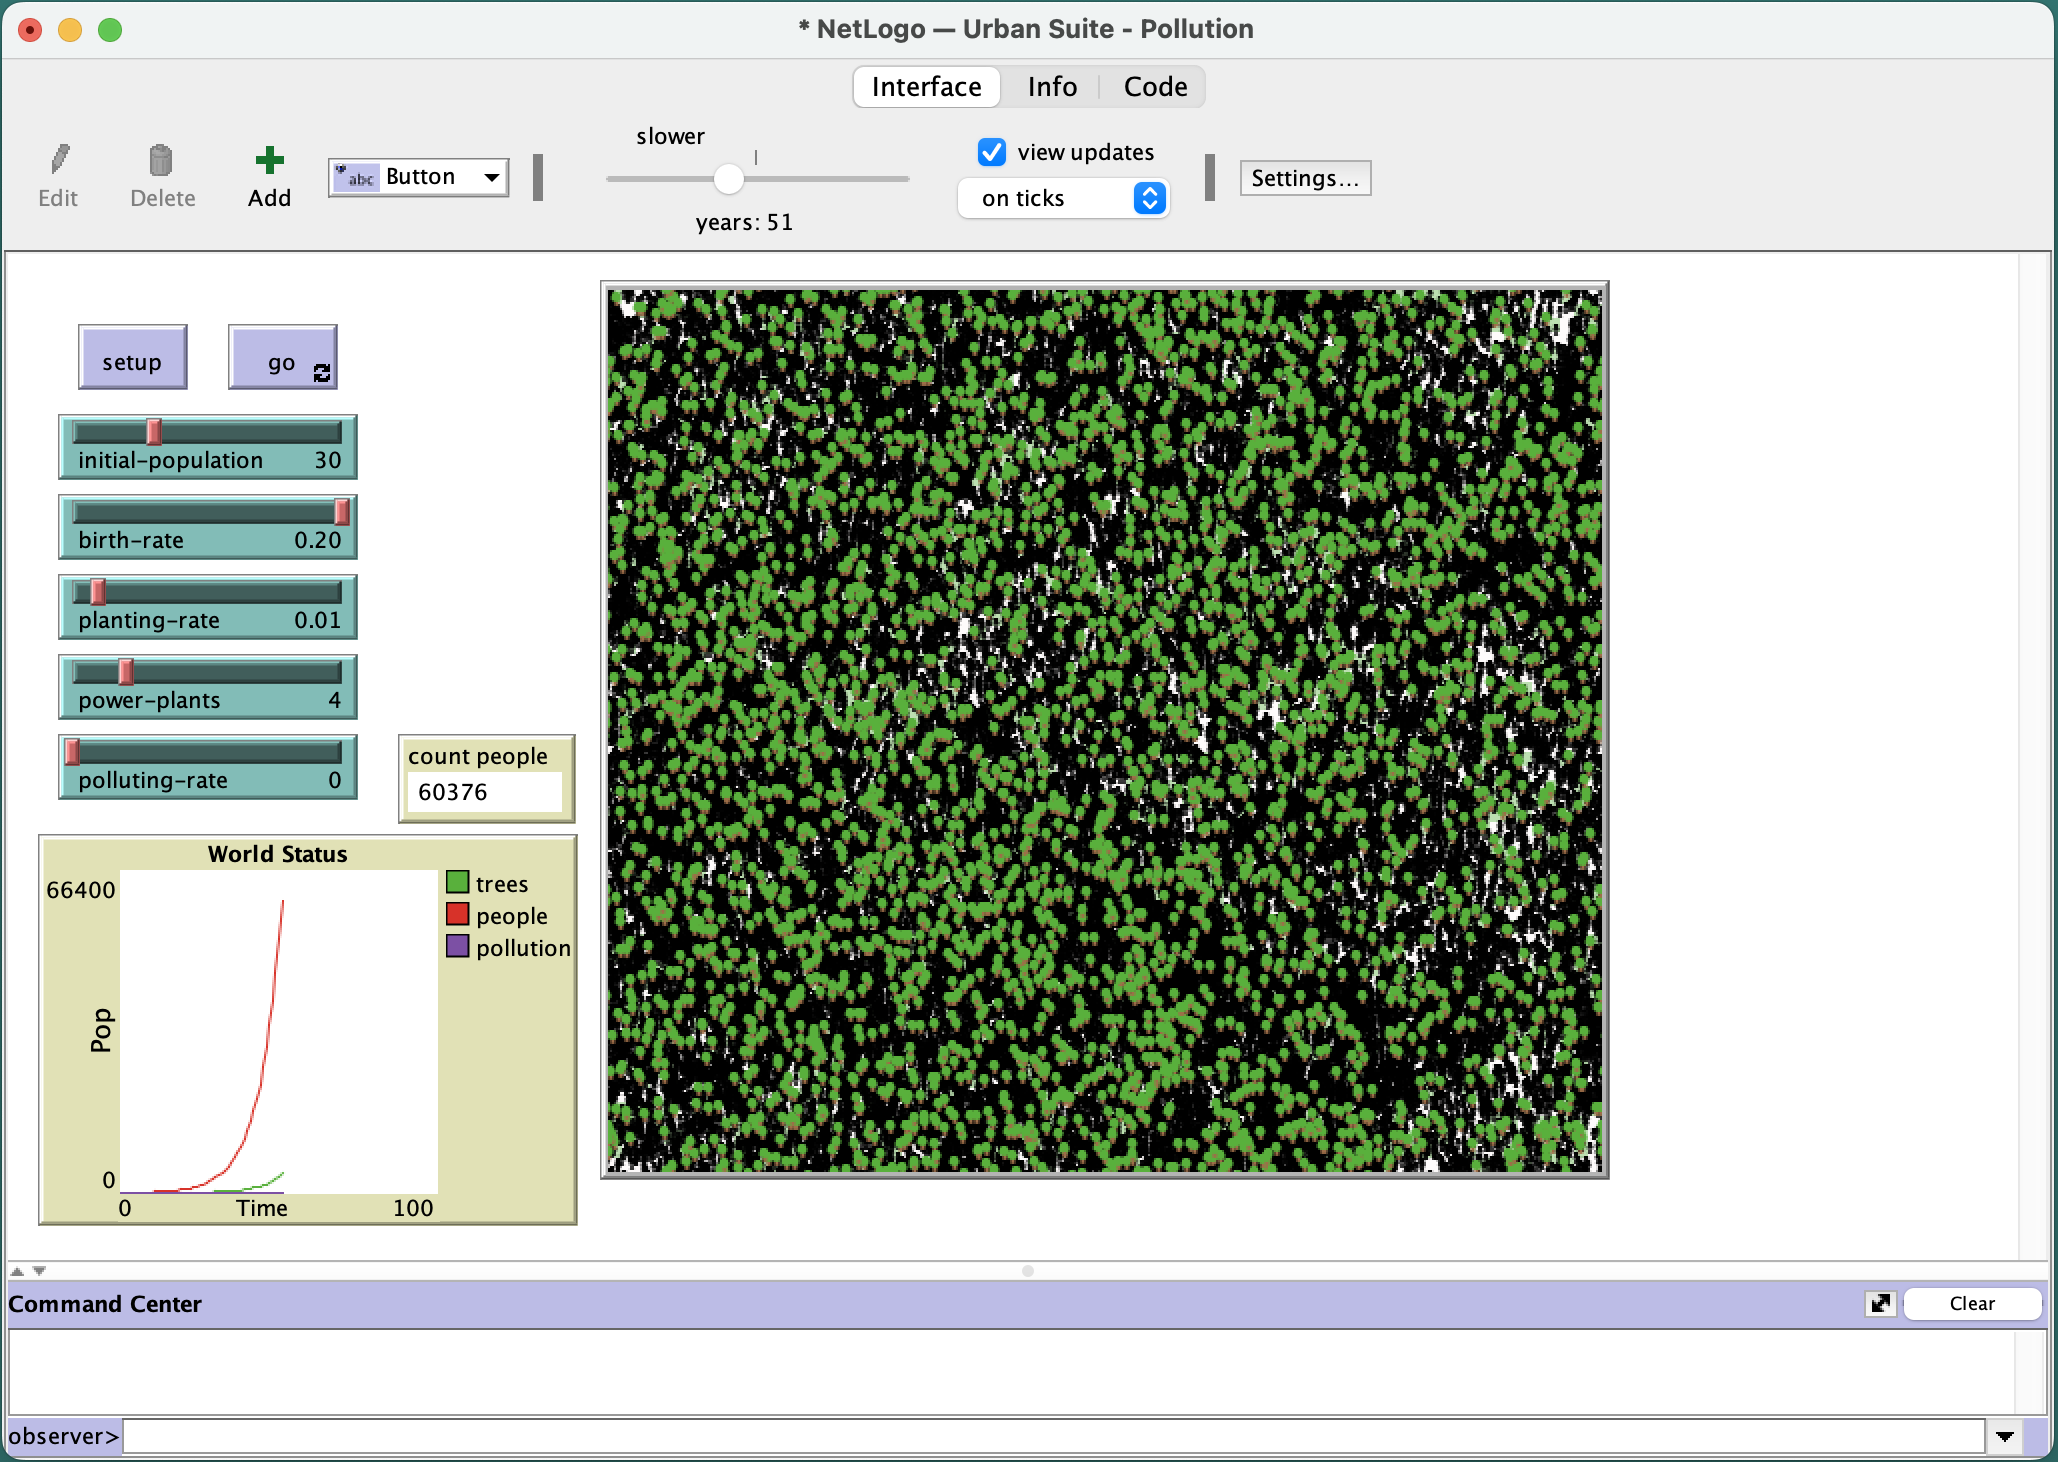 * NetLogo — Urban Suite - Pollution
Interface
Info
Code
Edit
Delete
Add
abc
Button
slower
years: 51
view updates
on ticks
Settings...
setup
go
initial-population 30
birth-rate 0.20
planting-rate 0.01
power-plants 4
polluting-rate 0
count people
60376
World Status
66400
0
Pop
0
Time
100
trees
people
pollution
Command Center
Clear
observer>